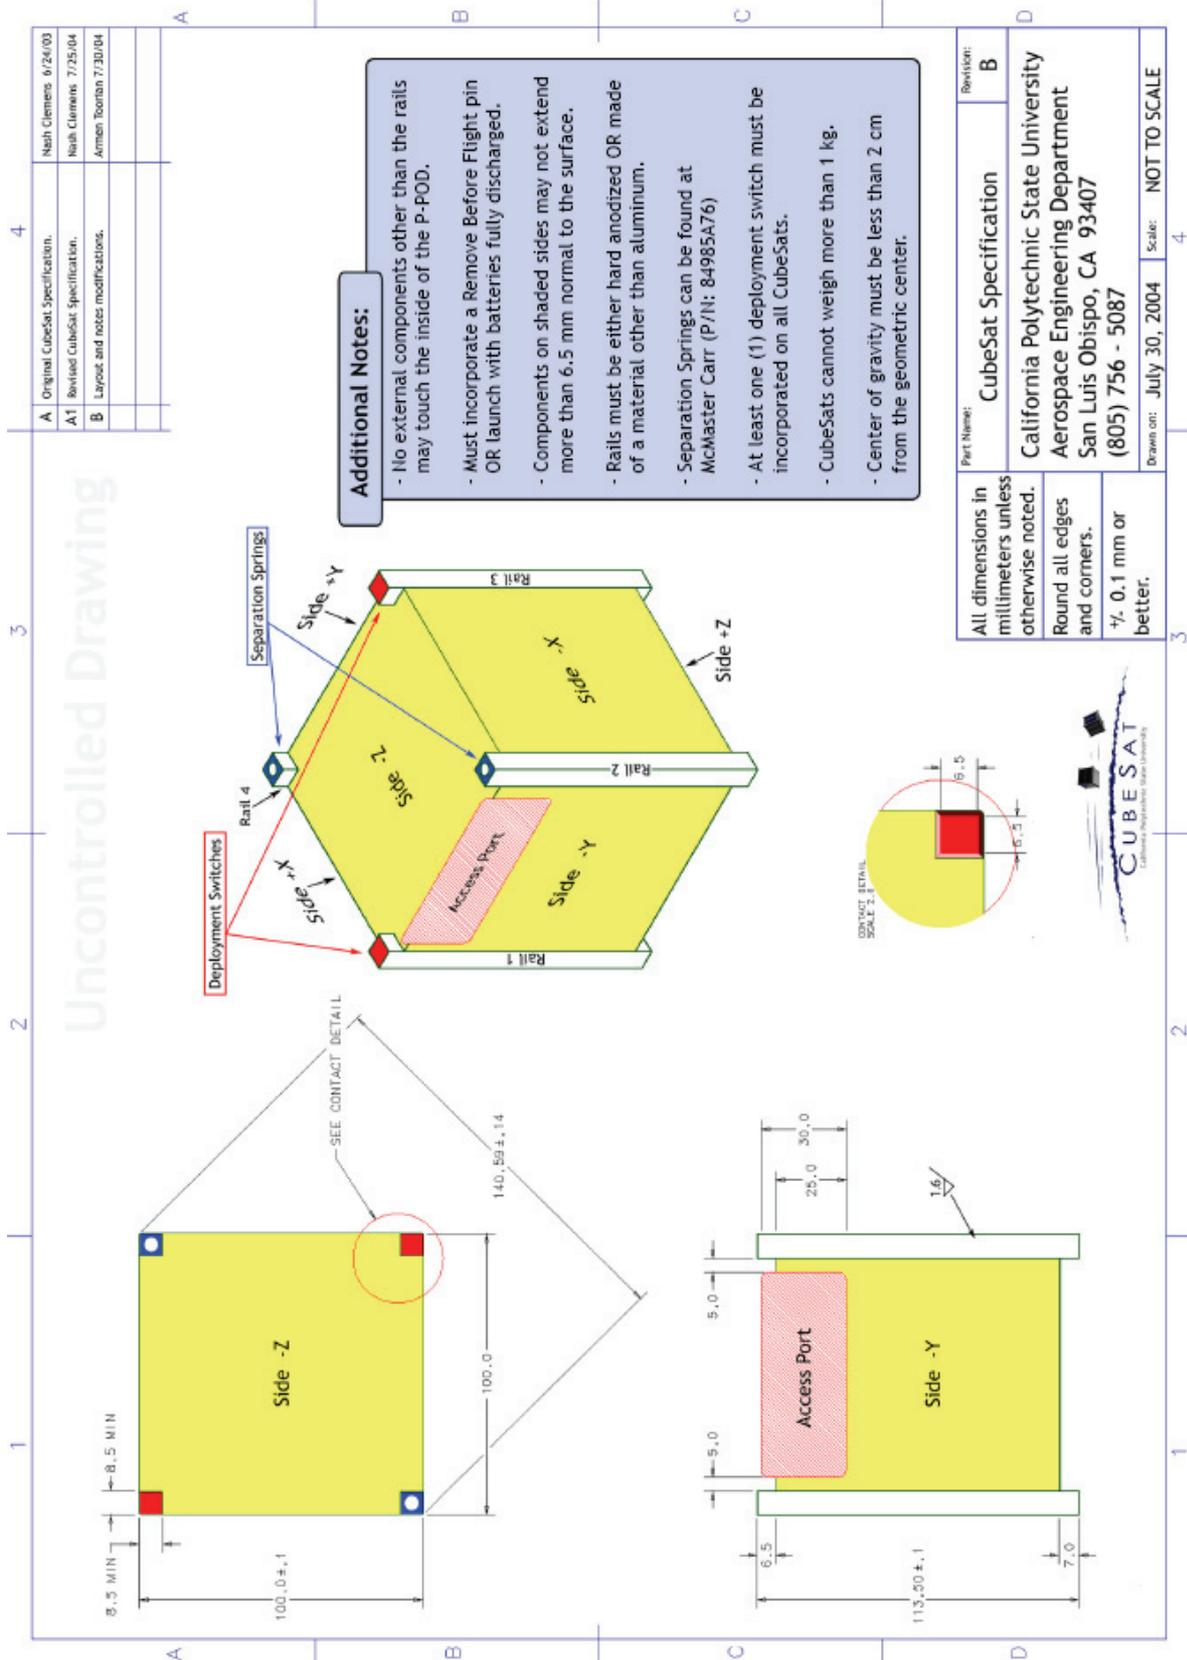 1
2
3
4
A
B
C
D
Uncontrolled Drawing
A Original CubeSat Specification. Nash Clemens 6/24/03
A1 Revised CubeSat Specification. Nash Clemens 7/25/04
B Layout and notes modifications. Armen Toorian 7/30/04
8.5 MIN
8.5 MIN
100.0±.1
Side -Z
100.0
140.59±.14
SEE CONTACT DETAIL
Deployment Switches
Separation Springs
Rail 4
Side +X
Side +Y
Side -Z
Access Port
Side -Y
Side -X
Rail 1
Rail 2
Rail 3
Side +Z
Additional Notes:
- No external components other than the rails
may touch the inside of the P-POD.
- Must incorporate a Remove Before Flight pin
OR launch with batteries fully discharged.
- Components on shaded sides may not extend
more than 6.5 mm normal to the surface.
- Rails must be either hard anodized OR made
of a material other than aluminum.
- Separation Springs can be found at
McMaster Carr (P/N: 84985A76)
- At least one (1) deployment switch must be
incorporated on all CubeSats.
- CubeSats cannot weigh more than 1 kg.
- Center of gravity must be less than 2 cm
from the geometric center.
5.0
5.0
6.5
113.50±.1
7.0
Access Port
Side -Y
25.0
30.0
1.6
CONTACT DETAIL
6.5
6.5
CUBESAT
California Polytechnic State University
All dimensions in
millimeters unless
otherwise noted.
Round all edges
and corners.
+/- 0.1 mm or
better.
Part Name:
CubeSat Specification
Revision:
B
California Polytechnic State University
Aerospace Engineering Department
San Luis Obispo, CA 93407
(805) 756 - 5087
Drawn on: July 30, 2004
Scale: NOT TO SCALE
1
2
3
4
A
B
C
D